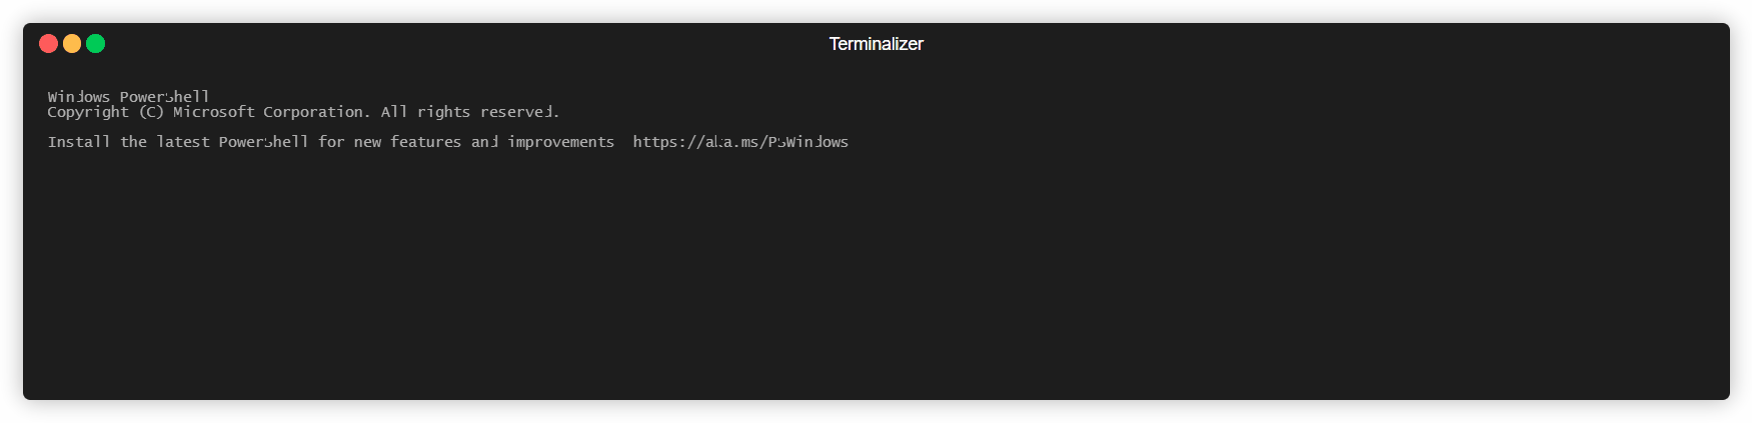 Terminalizer
Windows PowerShell
Copyright (C) Microsoft Corporation. All rights reserved.
Install the latest PowerShell for new features and improvements  https://aka.ms/PSWindows